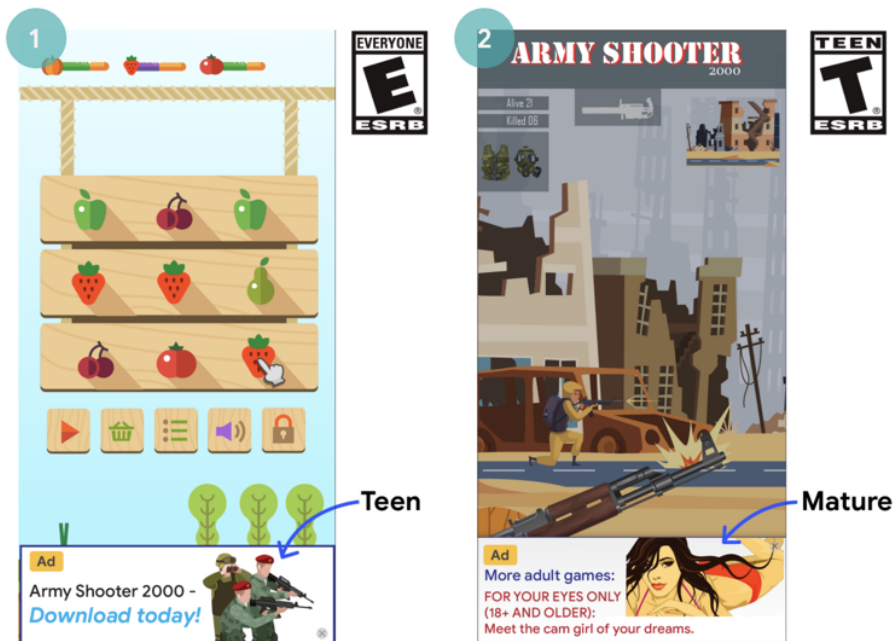 1
EVERYONE
E
®
ESRB
Teen
Ad
Army Shooter 2000 -
Download today!
2
ARMY SHOOTER
2000
TEEN
T
®
ESRB
Alive 21
Killed 06
Mature
Ad
More adult games:
FOR YOUR EYES ONLY
(18+ AND OLDER):
Meet the cam girl of your dreams.